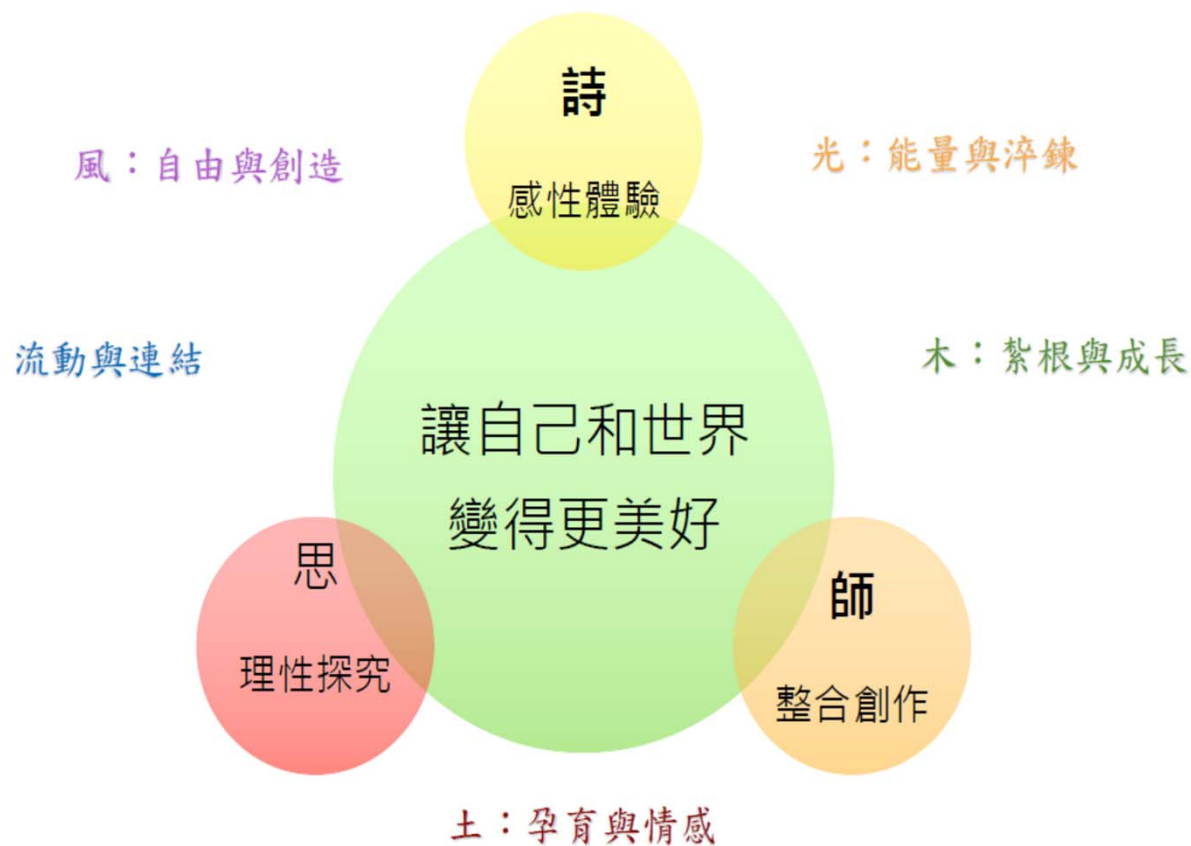 詩
感性體驗
風：自由與創造
光：能量與淬鍊
流動與連結
木：紮根與成長
讓自己和世界
變得更美好
思
理性探究
師
整合創作
土：孕育與情感